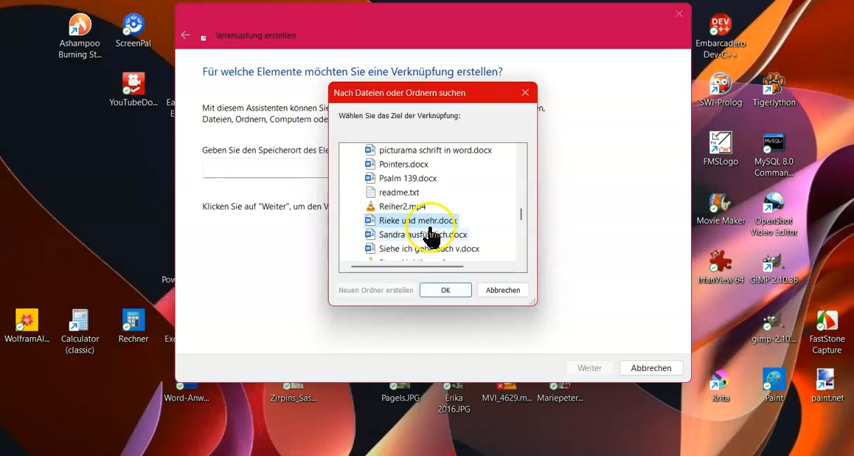 Ashampoo
Burning St...
ScreenPal
YouTubeDo...
Verknüpfung erstellen
Für welche Elemente möchten Sie eine Verknüpfung erstellen?
Mit diesem Assistenten können Sie
Dateien, Ordnern, Computern ode
Geben Sie den Speicherort des Ele
Klicken Sie auf "Weiter", um den V
Nach Dateien oder Ordnern suchen
Wählen Sie das Ziel der Verknüpfung:
picturama schrift in word.docx
Pointers.docx
Psalm 139.docx
readme.txt
Reiher2.mp4
Rieke und mehr.docx
Sandra
Siehe ich v.docx
Neuen Ordner erstellen
OK
Abbrechen
Weiter
Abbrechen
Embarcadero
Dev-C++
SWI-Prolog
TigerJython
FMSLogo
MySQL 8.0
Comman...
Movie Maker
OpenShot
Video Editor
IrfanView 64
GIMP 2.10.36
gimp-2.10...
FastStone
Capture
Krita
Paint
paint.net
WolframAl...
Calculator
(classic)
Rechner
Word-Anw...
Zirpins_Sas...
PagelsJPG
Erika
2016JPG
MVI_4629.m...
Mariepeter...